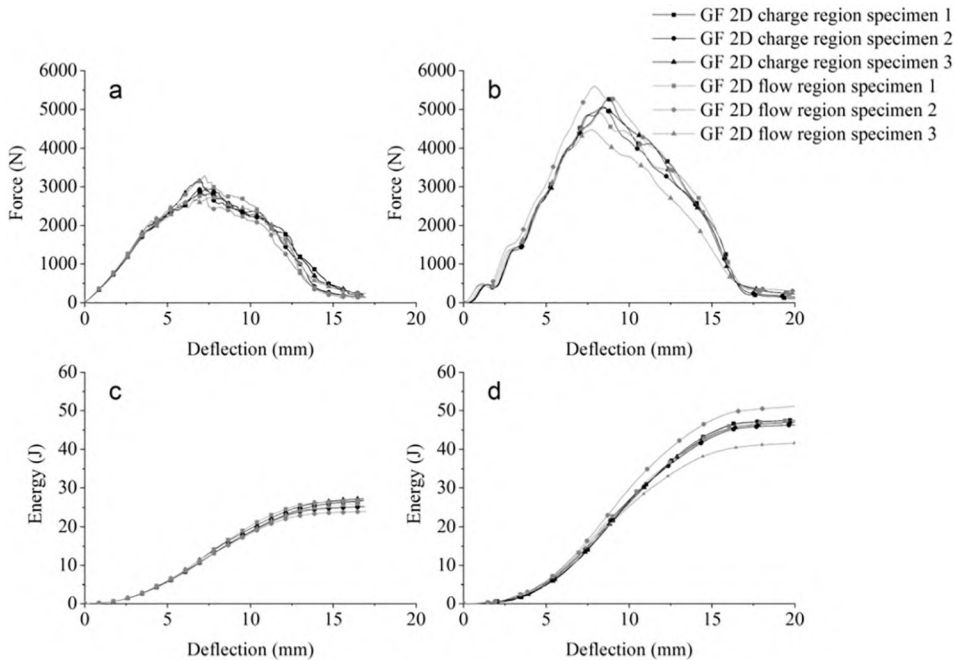 GF 2D charge region specimen 1
GF 2D charge region specimen 2
GF 2D charge region specimen 3
GF 2D flow region specimen 1
GF 2D flow region specimen 2
GF 2D flow region specimen 3
a
Force (N)
6000
5000
4000
3000
2000
1000
0
0 5 10 15 20
Deflection (mm)
b
Force (N)
6000
5000
4000
3000
2000
1000
0
0 5 10 15 20
Deflection (mm)
c
Energy (J)
60
50
40
30
20
10
0
0 5 10 15 20
Deflection (mm)
d
Energy (J)
60
50
40
30
20
10
0
0 5 10 15 20
Deflection (mm)